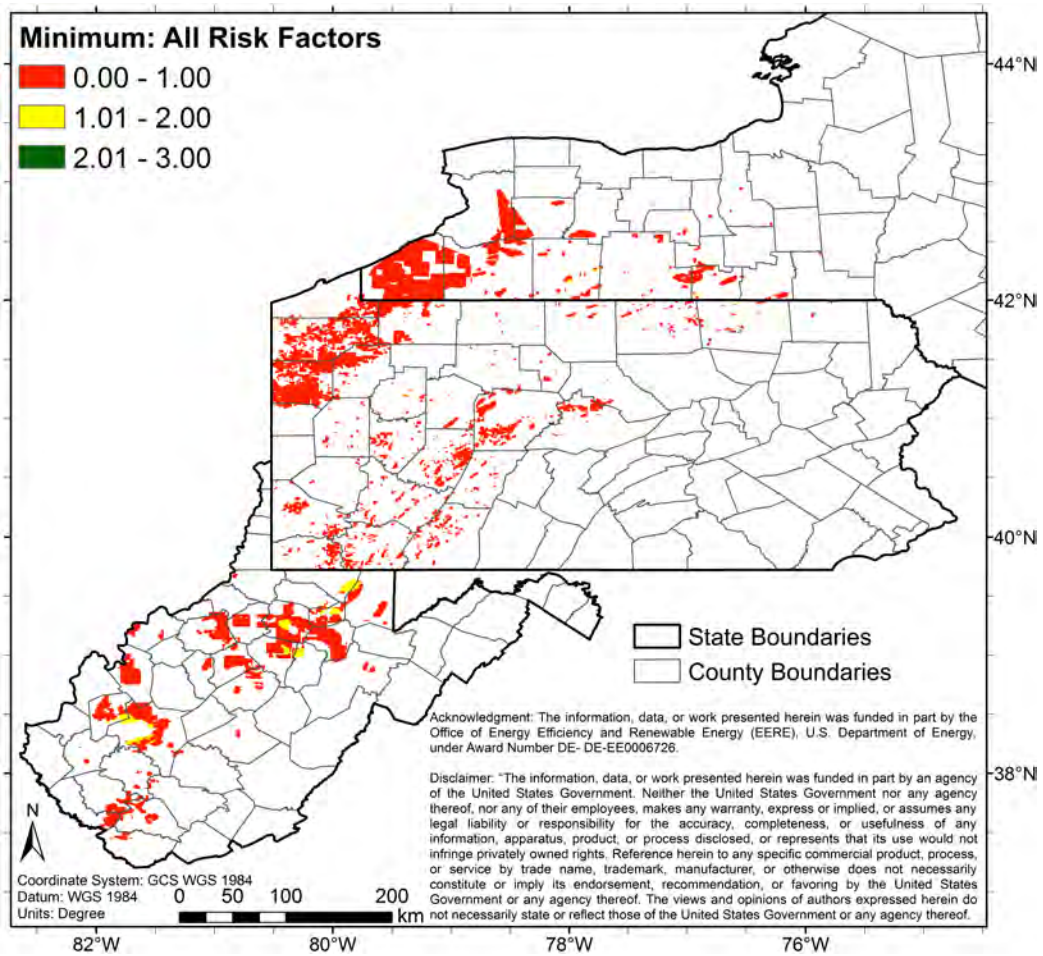 Minimum: All Risk Factors
0.00 - 1.00
1.01 - 2.00
2.01 - 3.00
44°N
42°N
40°N
38°N
State Boundaries
County Boundaries
Acknowledgment: The information, data, or work presented herein was funded in part by the
Office of Energy Efficiency and Renewable Energy (EERE), U.S. Department of Energy,
under Award Number DE- DE-EE0006726.
Disclaimer: “The information, data, or work presented herein was funded in part by an agency
of the United States Government. Neither the United States Government nor any agency
thereof, nor any of their employees, makes any warranty, express or implied, or assumes any
legal liability or responsibility for the accuracy, completeness, or usefulness of any
information, apparatus, product, or process disclosed, or represents that its use would not
infringe privately owned rights. Reference herein to any specific commercial product, process,
or service by trade name, trademark, manufacturer, or otherwise does not necessarily
constitute or imply its endorsement, recommendation, or favoring by the United States
Government or any agency thereof. The views and opinions of authors expressed herein do
not necessarily state or reflect those of the United States Government or any agency thereof.
N
Coordinate System: GCS WGS 1984
Datum: WGS 1984
Units: Degree
0 50 100 200
km
82°W 80°W 78°W 76°W